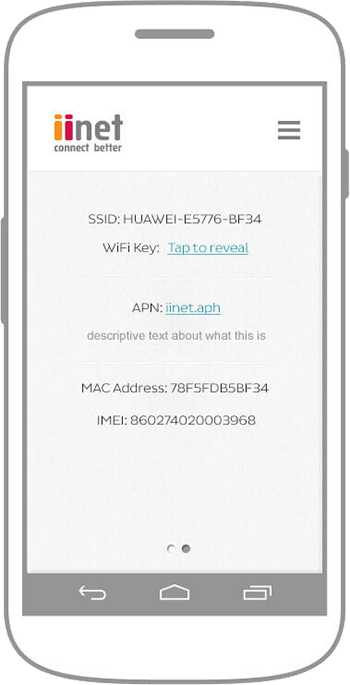 iinet
connect better
SSID: HUAWEI-E5776-BF34
WiFi Key: Tap to reveal
APN: iinet.aph
descriptive text about what this is
MAC Address: 78F5FDB5BF34
IMEI: 860274020003968